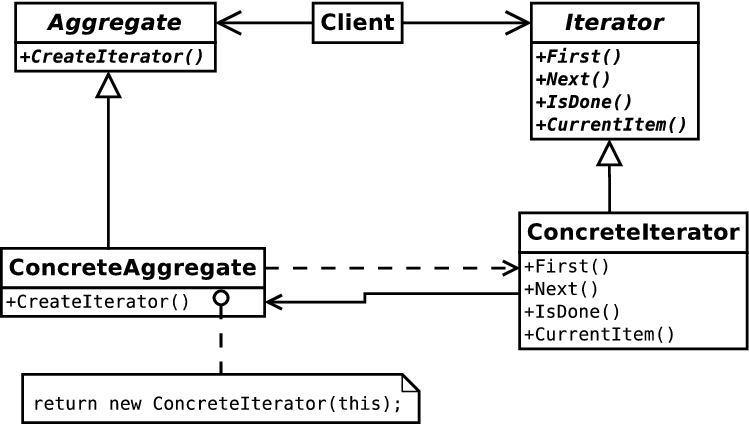 Aggregate
+CreateIterator()
Client
Iterator
+First()
+Next()
+IsDone()
+CurrentItem()
ConcreteAggregate
+CreateIterator()
ConcreteIterator
+First()
+Next()
+IsDone()
+CurrentItem()
return new ConcreteIterator(this);